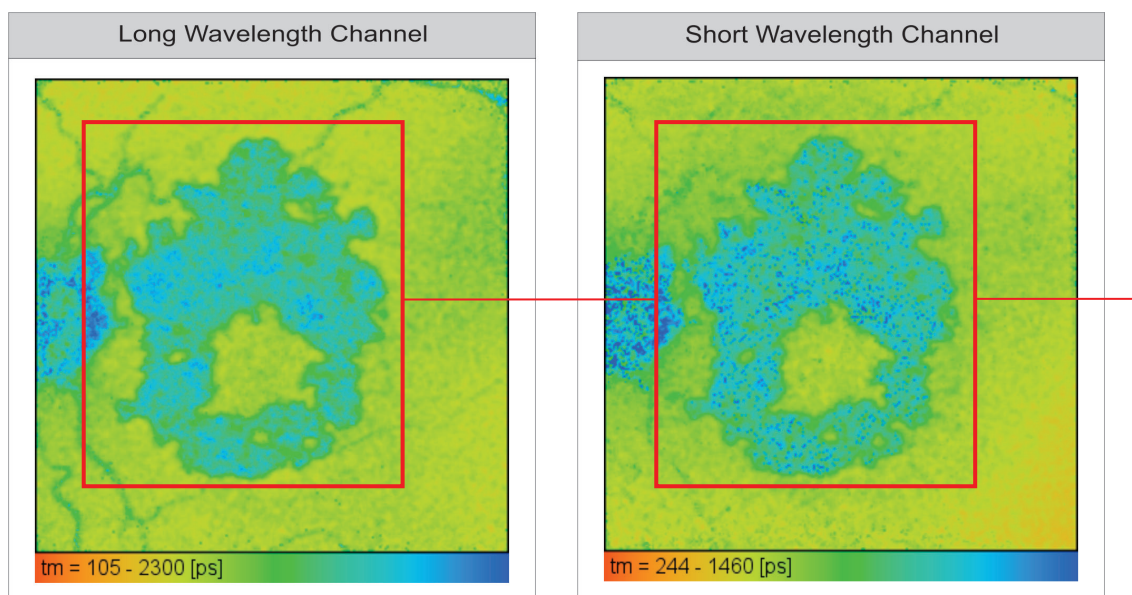 Long Wavelength Channel
Short Wavelength Channel
tm = 105 - 2300 [ps]
tm = 244 - 1460 [ps]